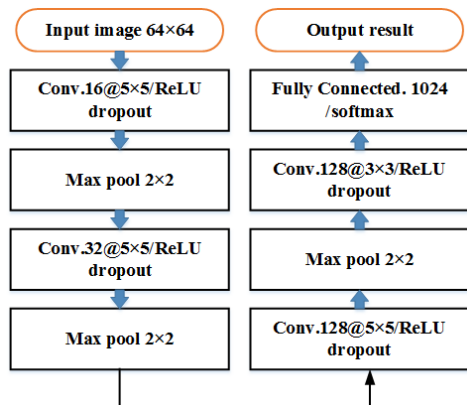 Input image 64×64
Conv.16@5×5/ReLU
dropout
Max pool 2×2
Conv.32@5×5/ReLU
dropout
Max pool 2×2
Conv.128@5×5/ReLU
dropout
Max pool 2×2
Conv.128@3×3/ReLU
dropout
Fully Connected. 1024
/softmax
Output result